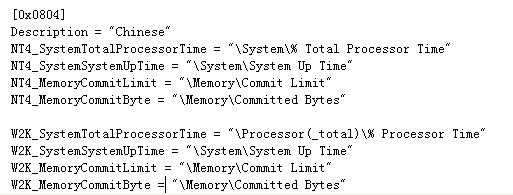 [0x0804]
Description = "Chinese"
NT4_SystemTotalProcessorTime = "\System\% Total Processor Time"
NT4_SystemSystemUpTime = "\System\System Up Time"
NT4_MemoryCommitLimit = "\Memory\Commit Limit"
NT4_MemoryCommitByte = "\Memory\Committed Bytes"
W2K_SystemTotalProcessorTime = "\Processor(_total)\% Processor Time"
W2K_SystemSystemUpTime = "\System\System Up Time"
W2K_MemoryCommitLimit = "\Memory\Commit Limit"
W2K_MemoryCommitByte = "\Memory\Committed Bytes"